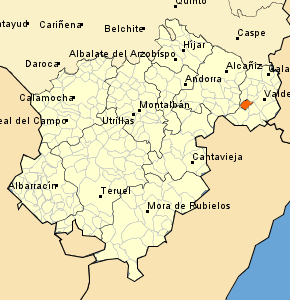 Quinto
atayud
Cariñena
Belchite
Caspe
Híjar
Albalate del Arzobispo
Daroca
Alcañiz
Cala
Andorra
Calamocha
Montalbán
Valde
Utrillas
eal del Campo
Cantavieja
Albarracín
Teruel
Mora de Rubielos